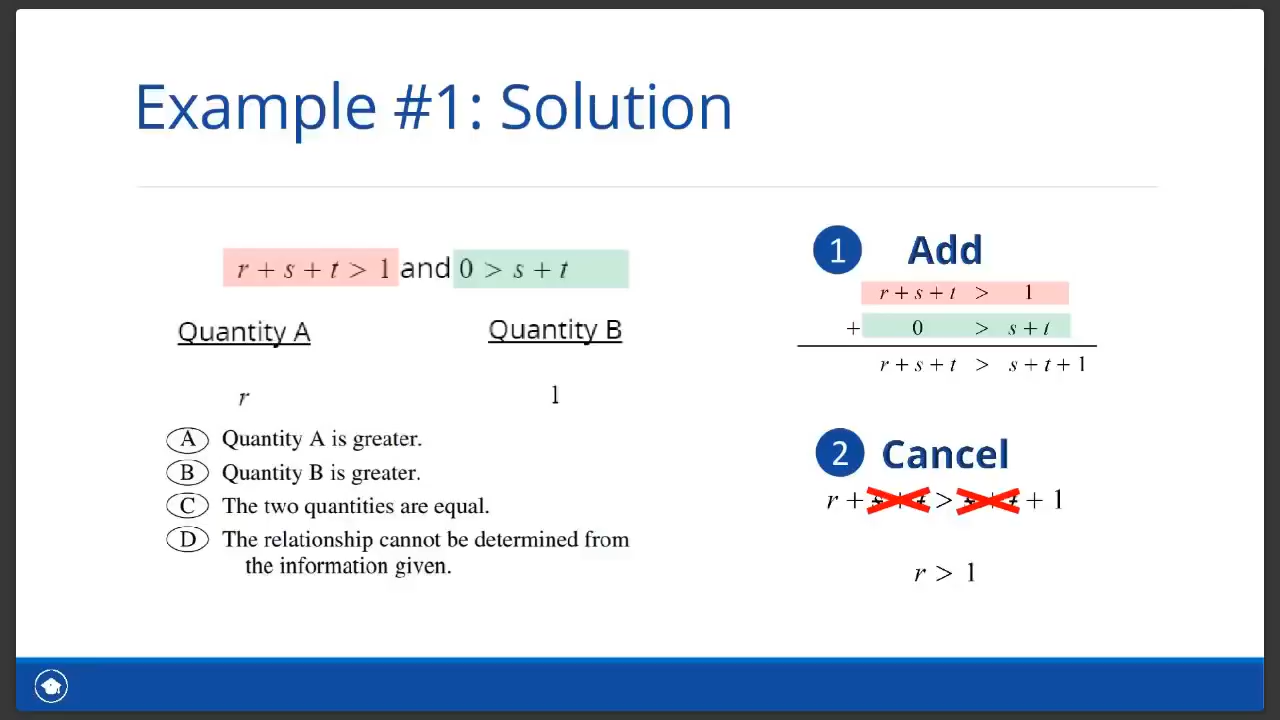 Example #1: Solution
r + s + t > 1 and 0 > s + t
Quantity A Quantity B
r 1
A Quantity A is greater.
B Quantity B is greater.
C The two quantities are equal.
D The relationship cannot be determined from
the information given.
1 Add
r + s + t > 1
+ 0 > s + t
r + s + t > s + t + 1
2 Cancel
r + s + t > s + t + 1
r > 1